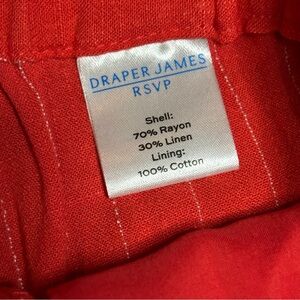 DRAPER JAMES
RSVP
Shell:
70% Rayon
30% Linen
Lining:
100% Cotton